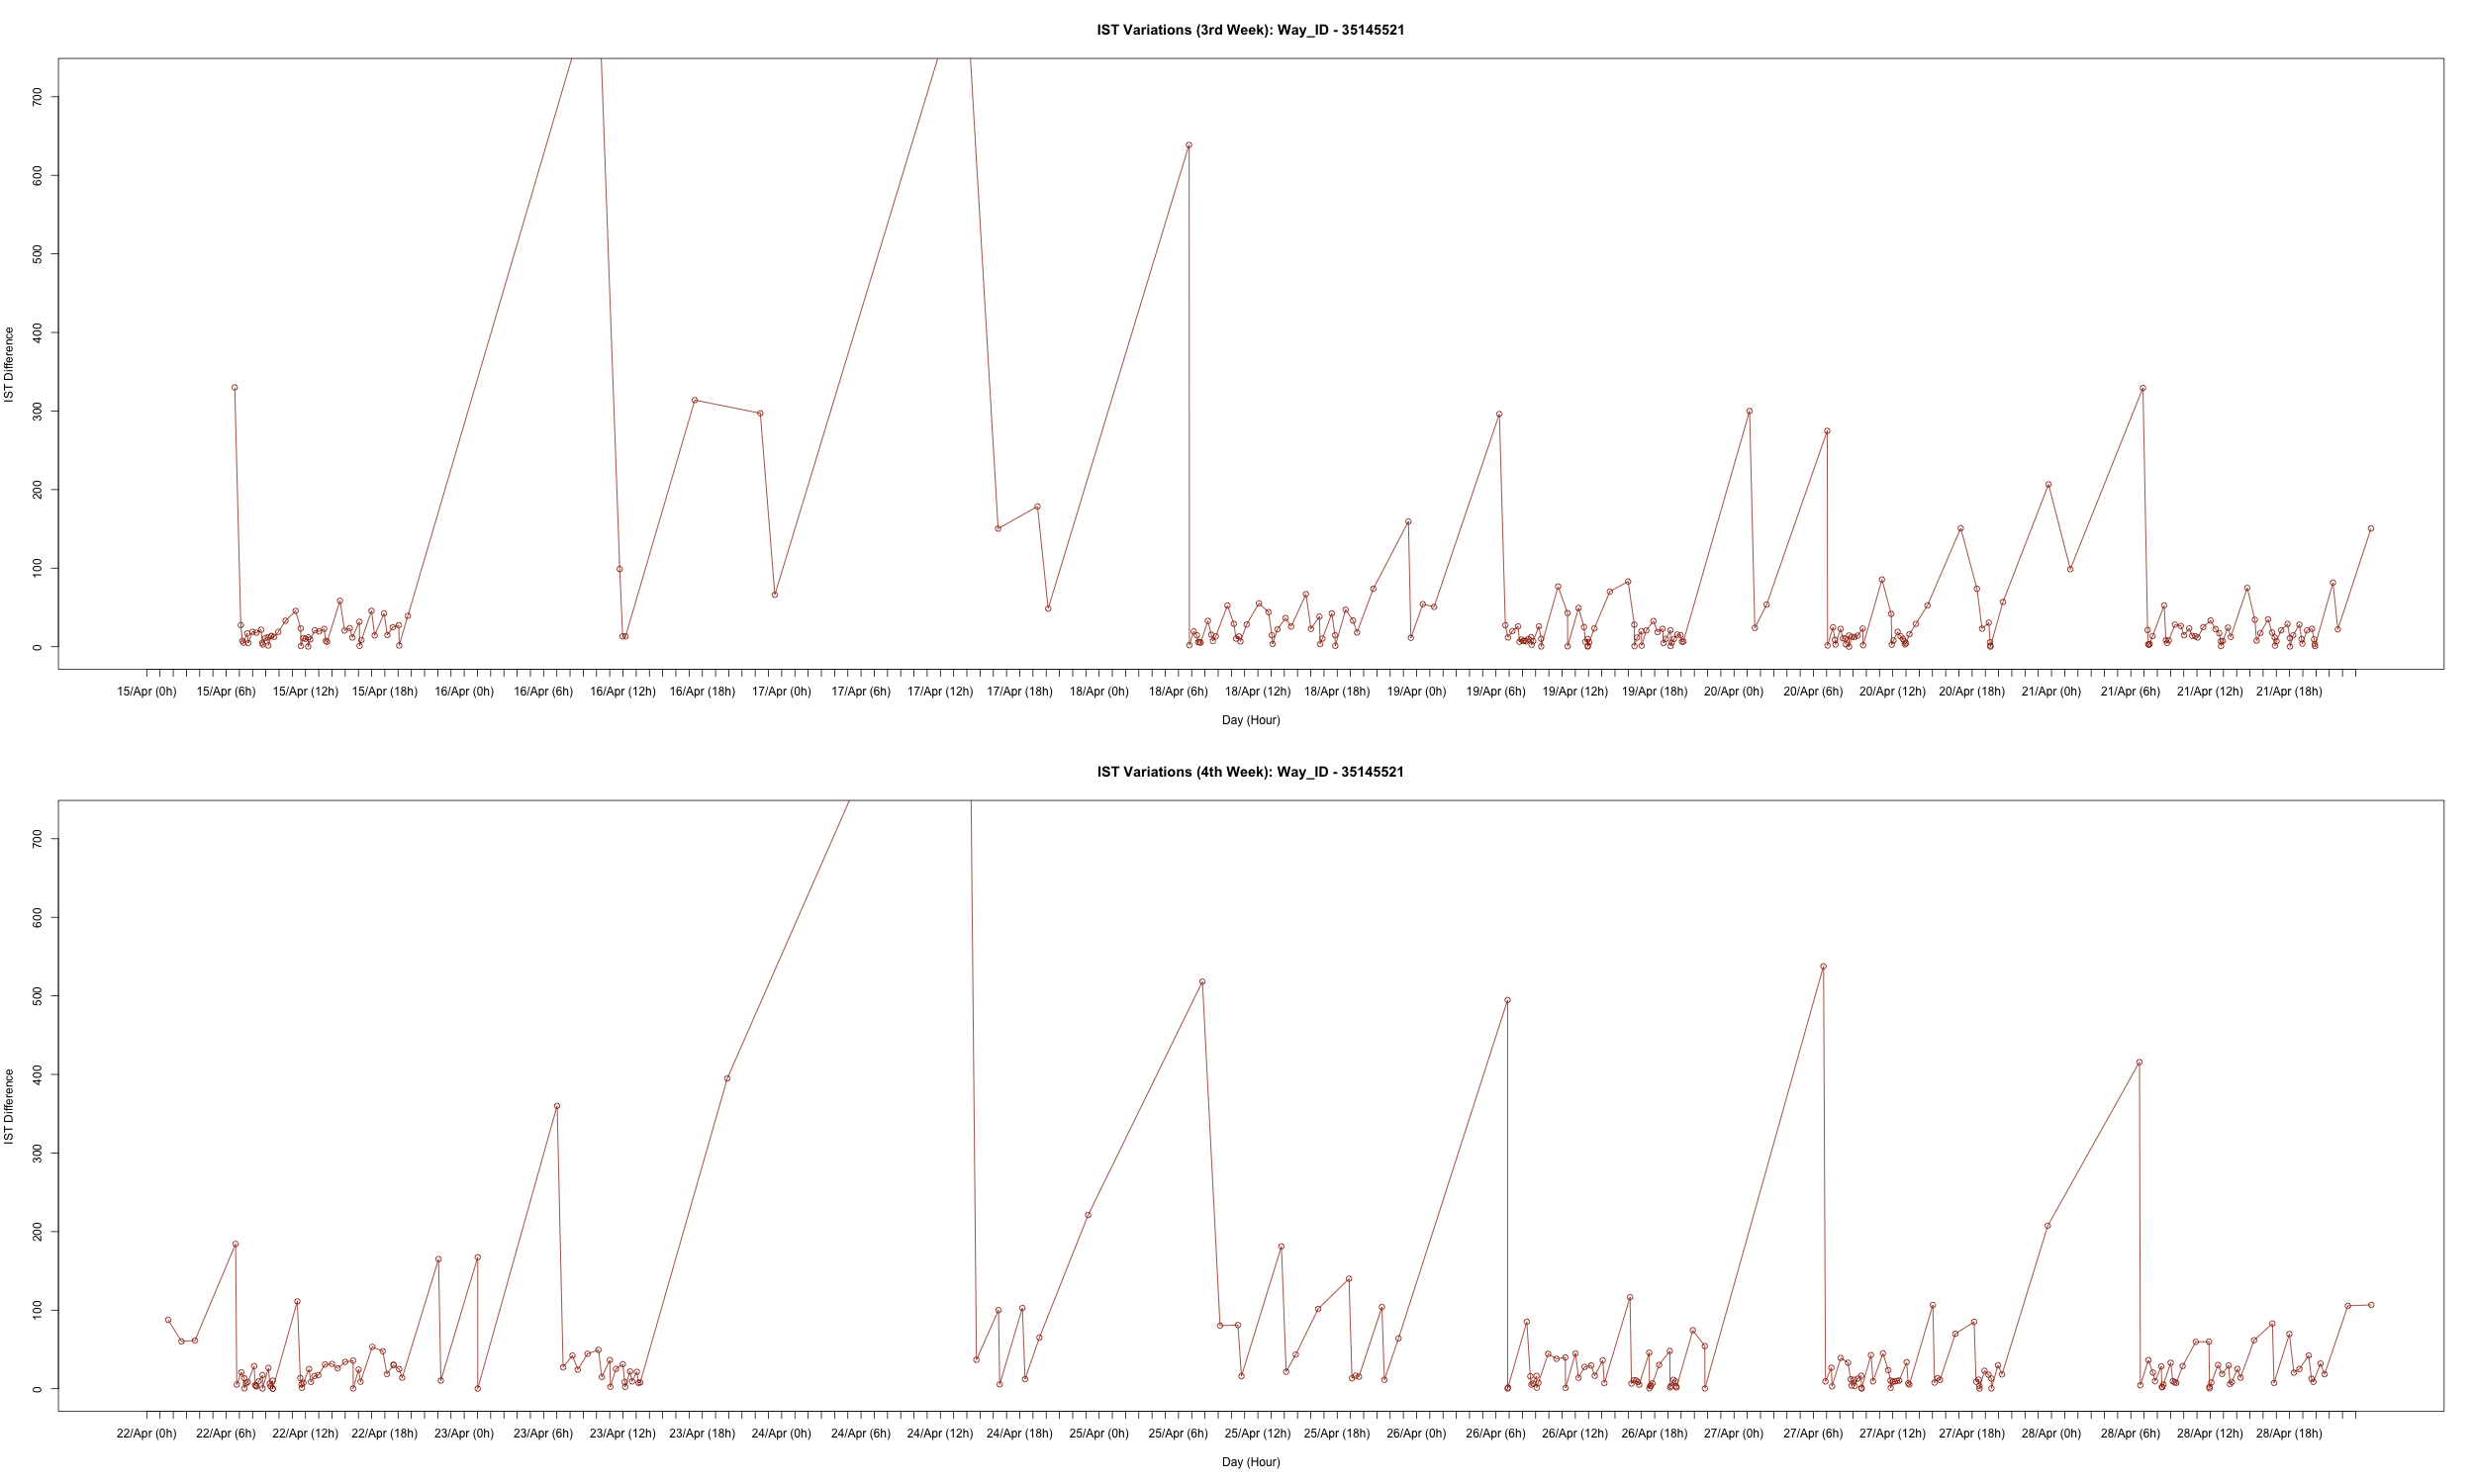 IST Variations (3rd Week): Way_ID - 35145521
700
600
500
400
300
200
100
0
IST Difference
15/Apr (0h) 15/Apr (6h) 15/Apr (12h) 15/Apr (18h) 16/Apr (0h) 16/Apr (6h) 16/Apr (12h) 16/Apr (18h) 17/Apr (0h) 17/Apr (6h) 17/Apr (12h) 17/Apr (18h) 18/Apr (0h) 18/Apr (6h) 18/Apr (12h) 18/Apr (18h) 19/Apr (0h) 19/Apr (6h) 19/Apr (12h) 19/Apr (18h) 20/Apr (0h) 20/Apr (6h) 20/Apr (12h) 20/Apr (18h) 21/Apr (0h) 21/Apr (6h) 21/Apr (12h) 21/Apr (18h)
Day (Hour)
IST Variations (4th Week): Way_ID - 35145521
700
600
500
400
300
200
100
0
IST Difference
22/Apr (0h) 22/Apr (6h) 22/Apr (12h) 22/Apr (18h) 23/Apr (0h) 23/Apr (6h) 23/Apr (12h) 23/Apr (18h) 24/Apr (0h) 24/Apr (6h) 24/Apr (12h) 24/Apr (18h) 25/Apr (0h) 25/Apr (6h) 25/Apr (12h) 25/Apr (18h) 26/Apr (0h) 26/Apr (6h) 26/Apr (12h) 26/Apr (18h) 27/Apr (0h) 27/Apr (6h) 27/Apr (12h) 27/Apr (18h) 28/Apr (0h) 28/Apr (6h) 28/Apr (12h) 28/Apr (18h)
Day (Hour)